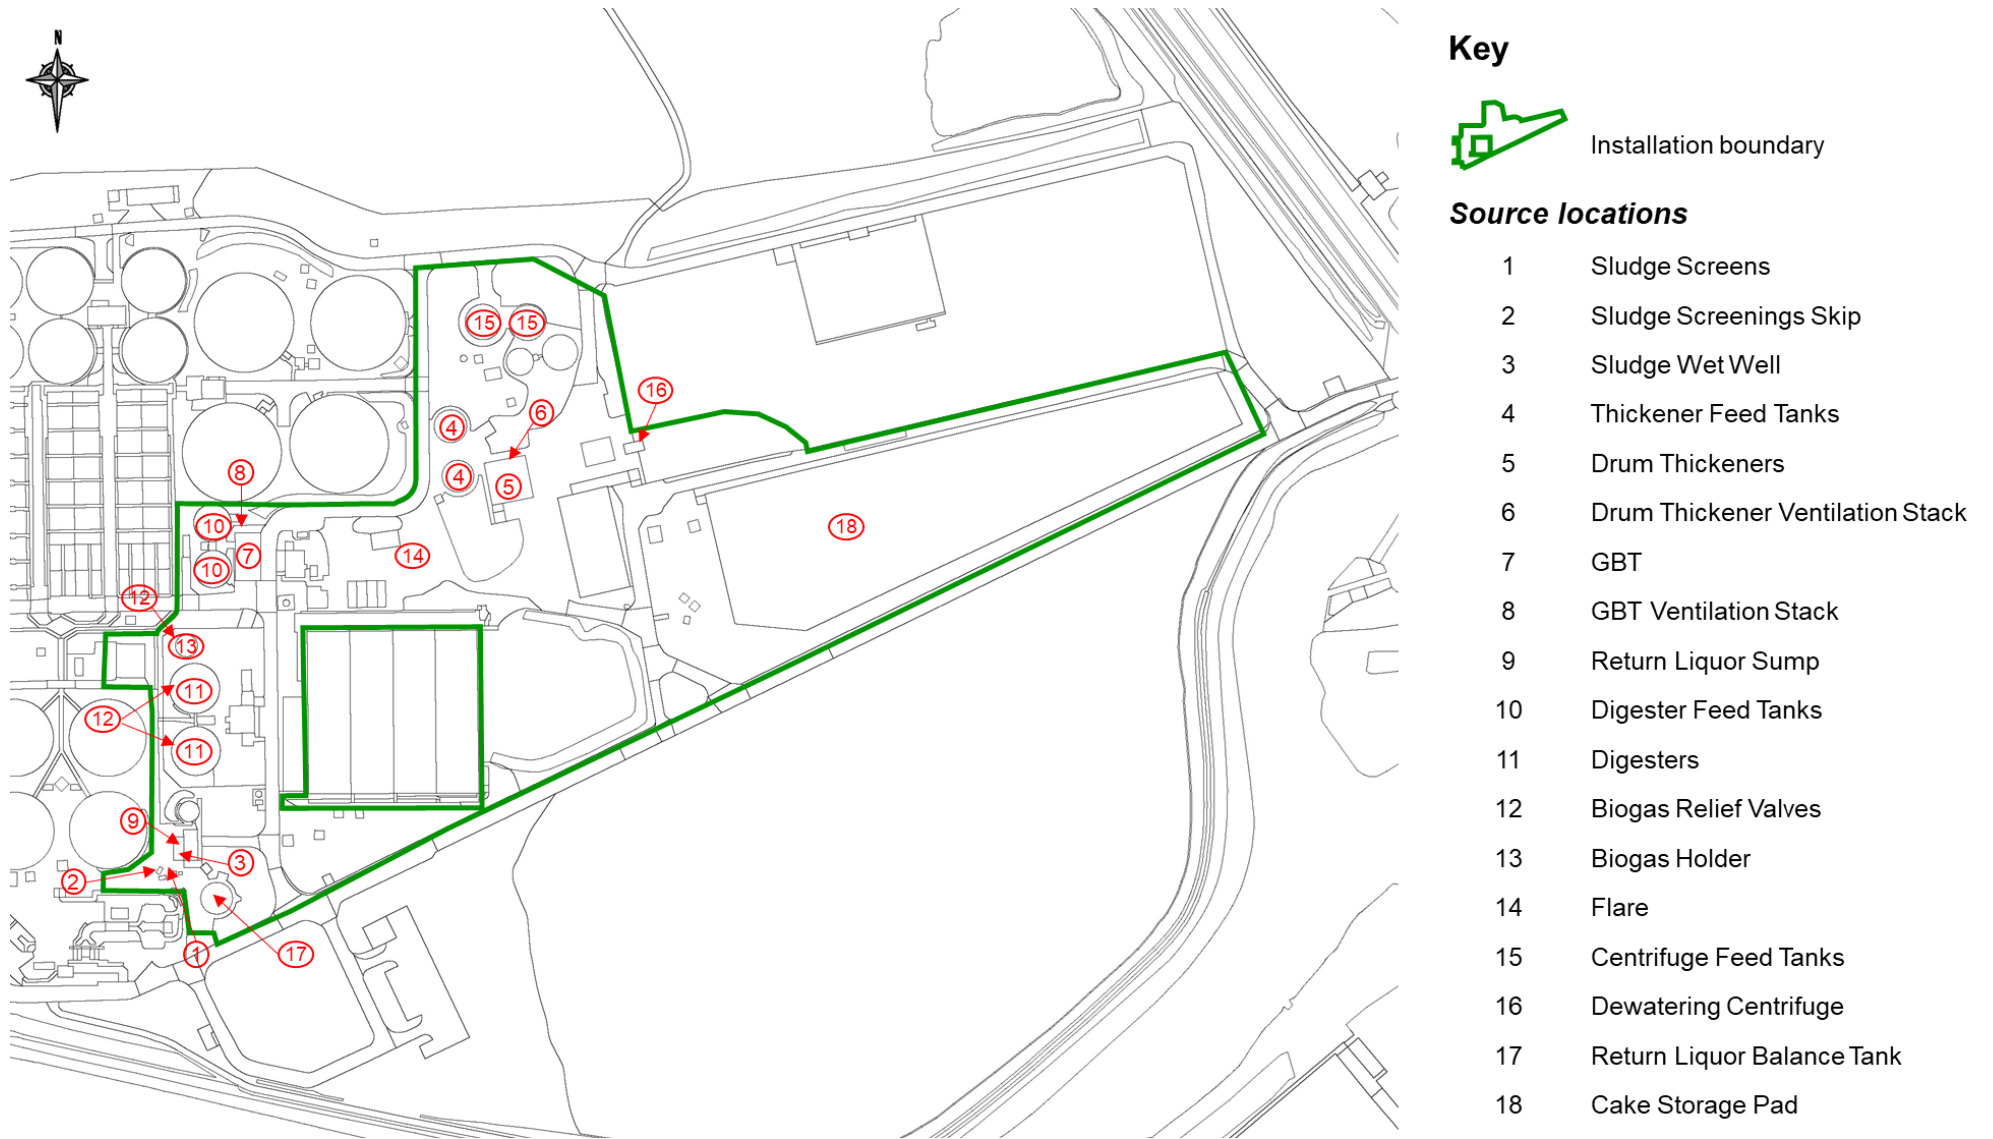 N
15 15
16
6
4
8
4
5
10
18
7
14
10
12
13
11
12
11
9
3
2
1
17
Key
Installation boundary
Source locations
1 Sludge Screens
2 Sludge Screenings Skip
3 Sludge Wet Well
4 Thickener Feed Tanks
5 Drum Thickeners
6 Drum Thickener Ventilation Stack
7 GBT
8 GBT Ventilation Stack
9 Return Liquor Sump
10 Digester Feed Tanks
11 Digesters
12 Biogas Relief Valves
13 Biogas Holder
14 Flare
15 Centrifuge Feed Tanks
16 Dewatering Centrifuge
17 Return Liquor Balance Tank
18 Cake Storage Pad